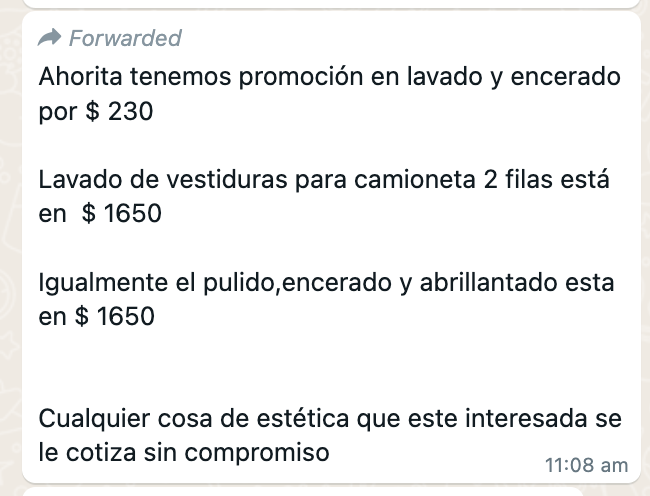 Forwarded
Ahorita tenemos promoción en lavado y encerado
por $ 230
Lavado de vestiduras para camioneta 2 filas está
en  $ 1650
Igualmente el pulido,encerado y abrillantado esta
en $ 1650
Cualquier cosa de estética que este interesada se
le cotiza sin compromiso
11:08 am